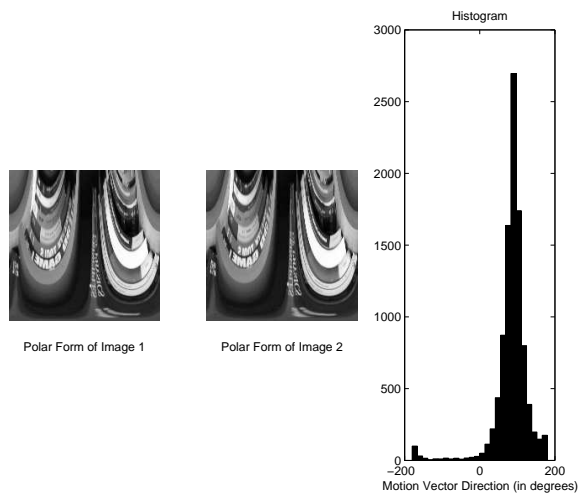 Histogram
3000
2500
2000
1500
1000
500
0
−200
0
200
Motion Vector Direction (in degrees)
Polar Form of Image 1
Polar Form of Image 2